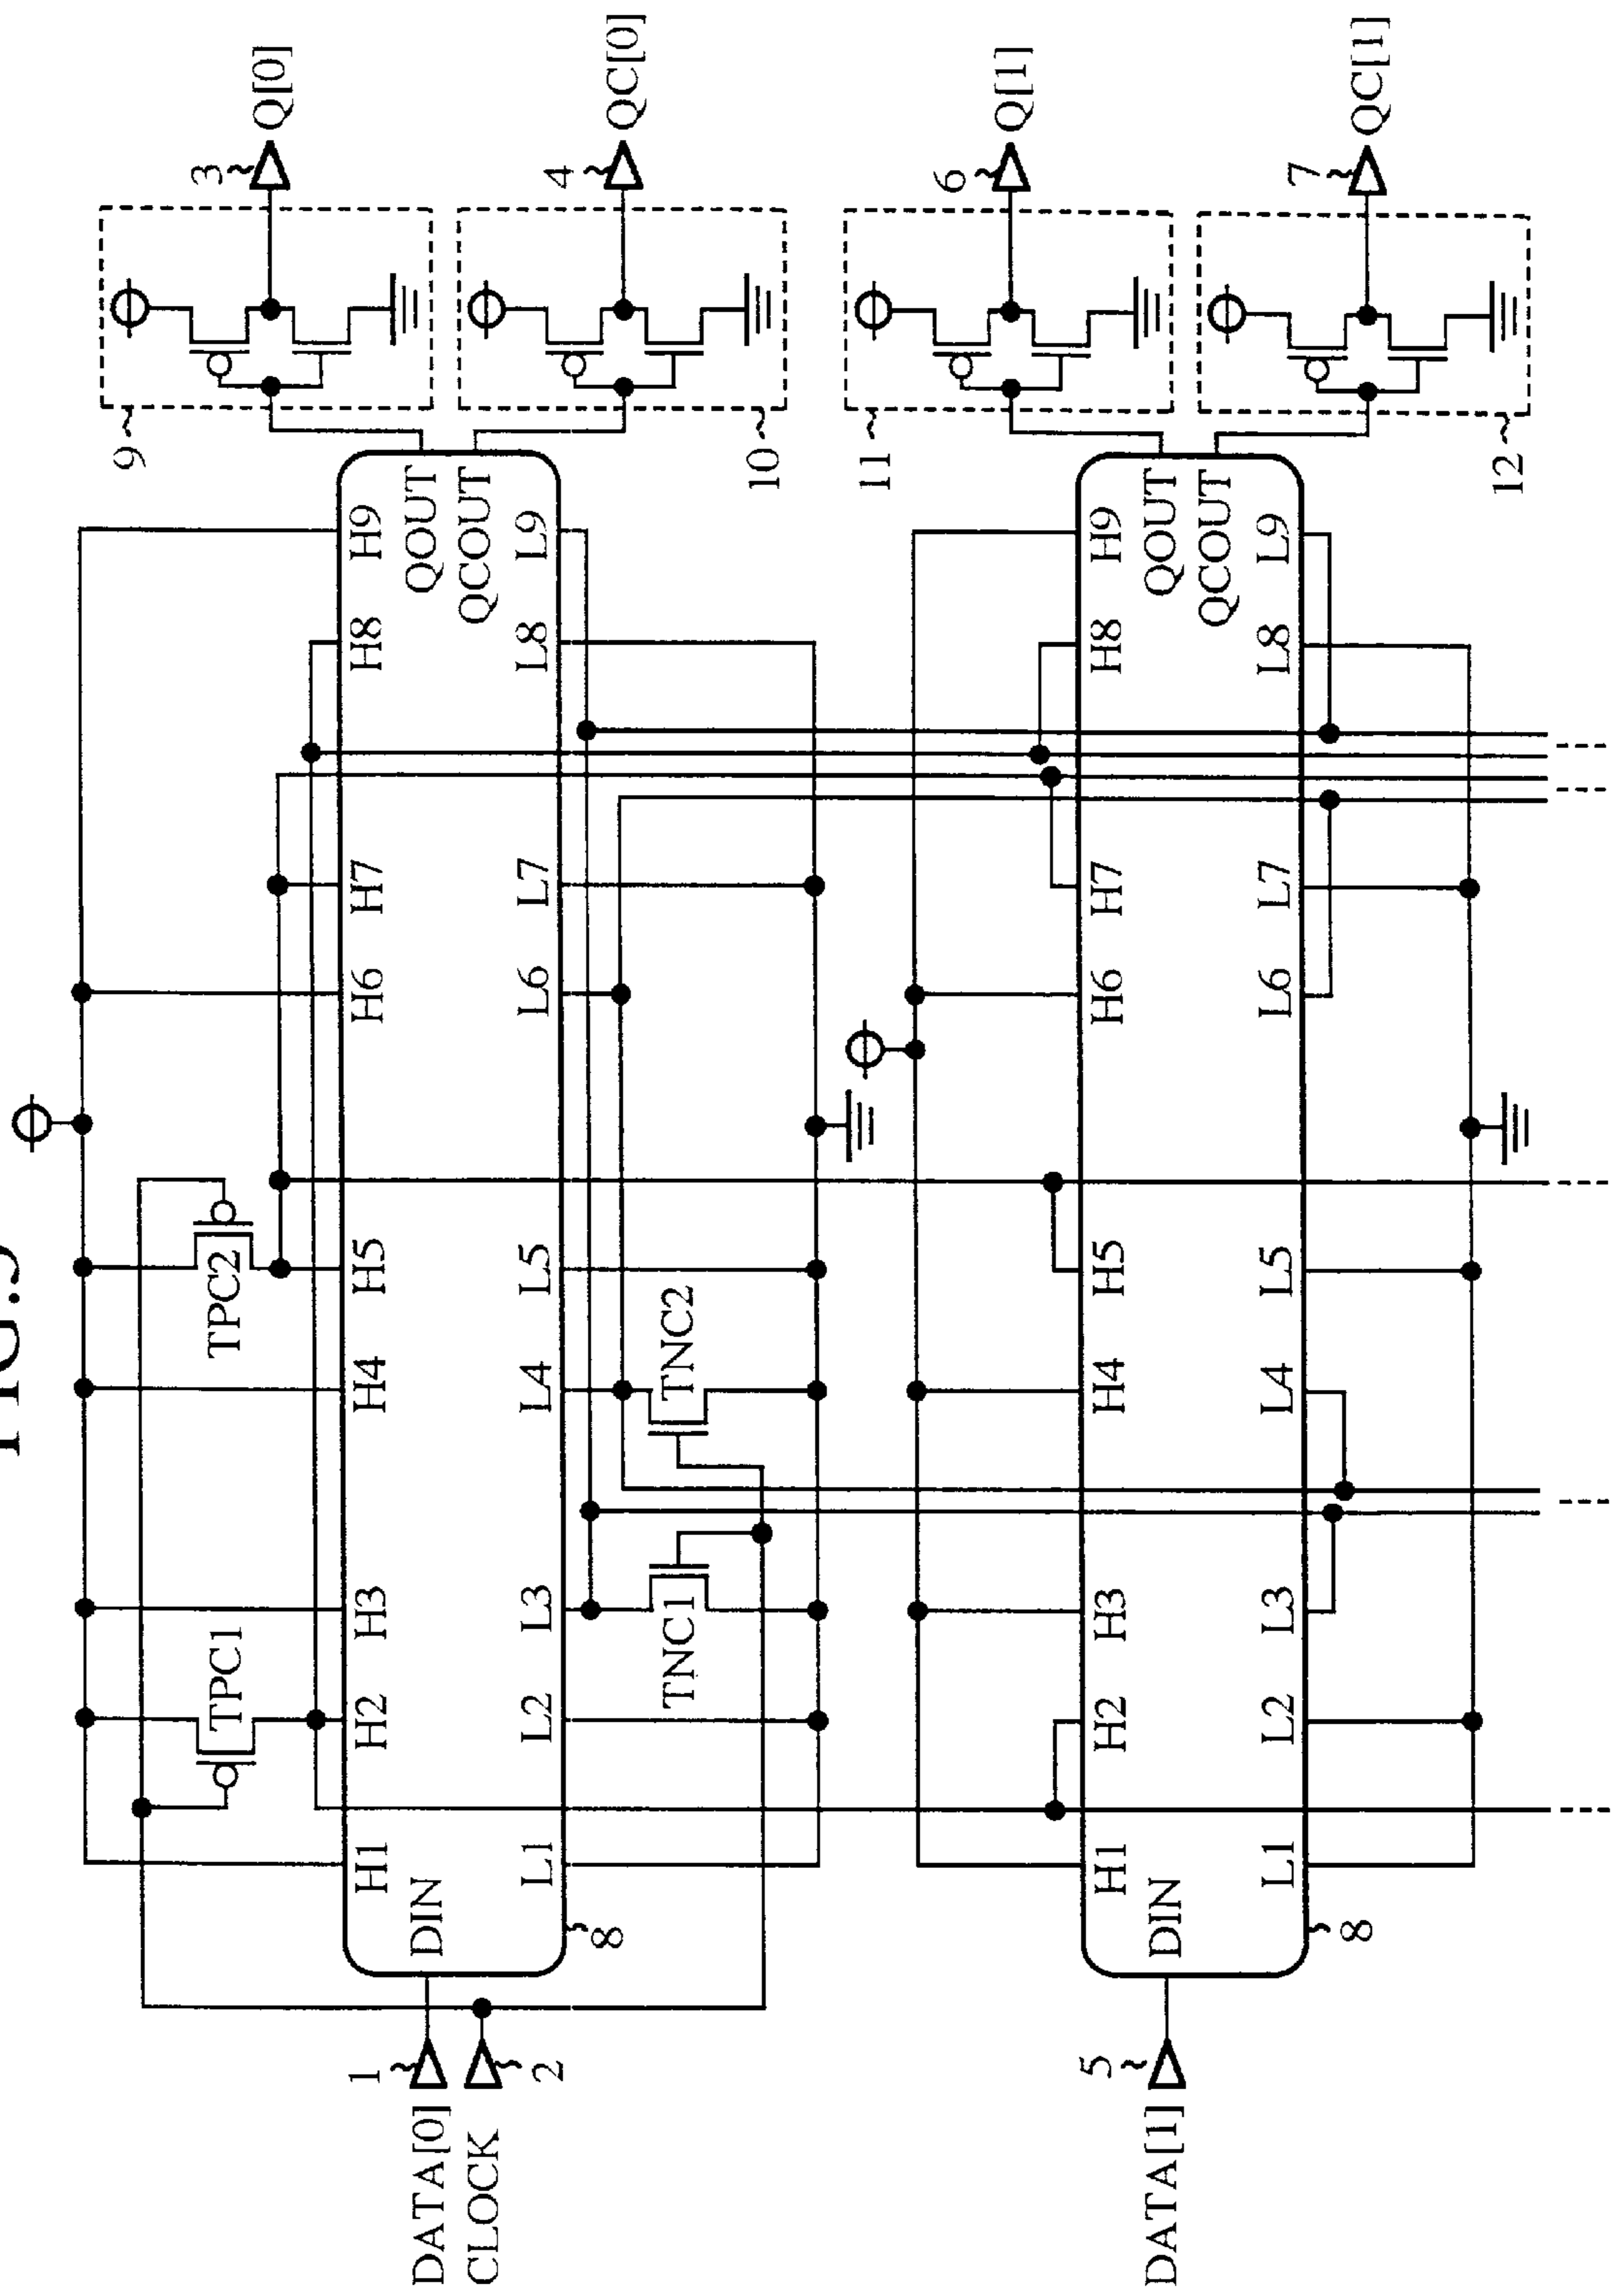 9
3
Q[0]
TPC1
TPC2
H1
H2
H3
H4
H5
H6
H7
H8
H9
1
DATA[0]
DIN
QOUT
CLOCK
QCOUT
4
QC[0]
2
L1
L2
L3
L4
L5
L6
L7
L8
L9
8
TNC1
TNC2
10
11
6
Q[1]
H1
H2
H3
H4
H5
H6
H7
H8
H9
5
DATA[1]
DIN
QOUT
QCOUT
L1
L2
L3
L4
L5
L6
L7
L8
L9
8
7
QC[1]
12